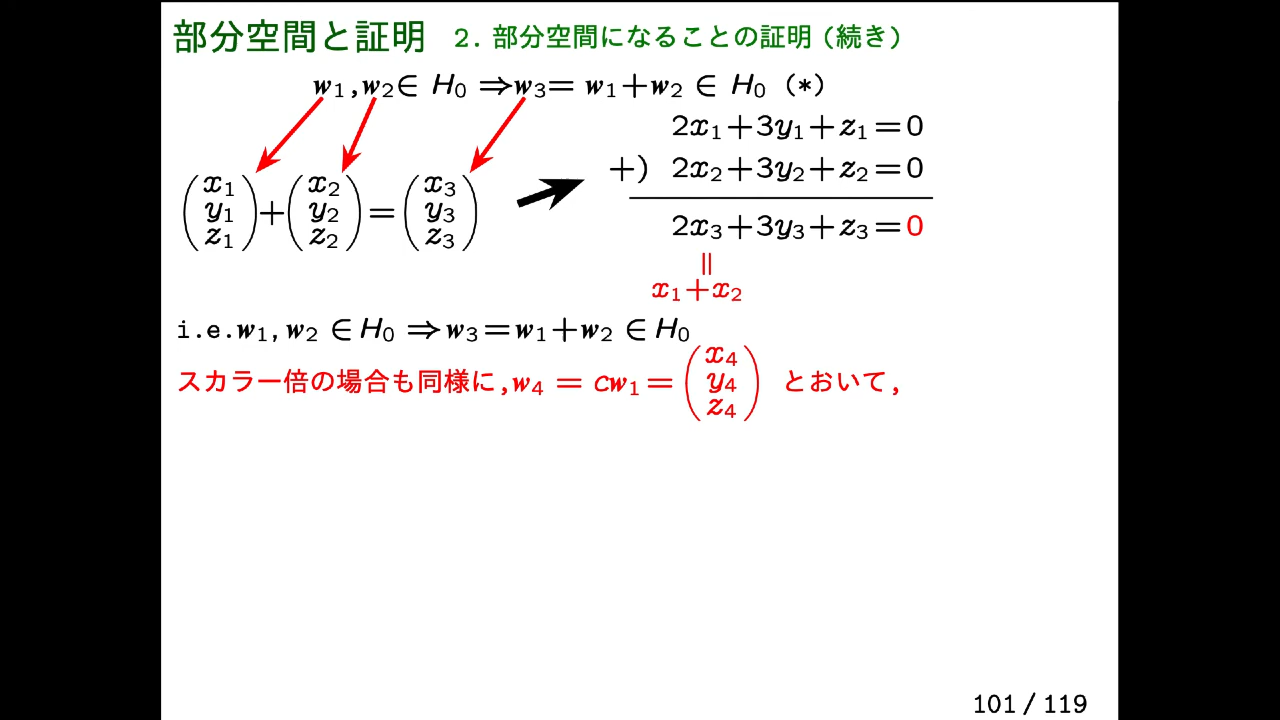 部分空間と証明 2. 部分空間になることの証明 (続き)
w1,w2∈ H0 ⇒w3= w1+w2 ∈ H0 (*)
2x1+3y1+z1=0
+) 2x2+3y2+z2=0
2x3+3y3+z3=0
=
x1+x2
(x1 y1 z1)+(x2 y2 z2)=(x3 y3 z3)
i.e.w1,w2 ∈H0 ⇒w3=w1+w2 ∈H0
スカラー倍の場合も同様に,w4 = cw1=(x4 y4 z4) とおいて,
101 / 119